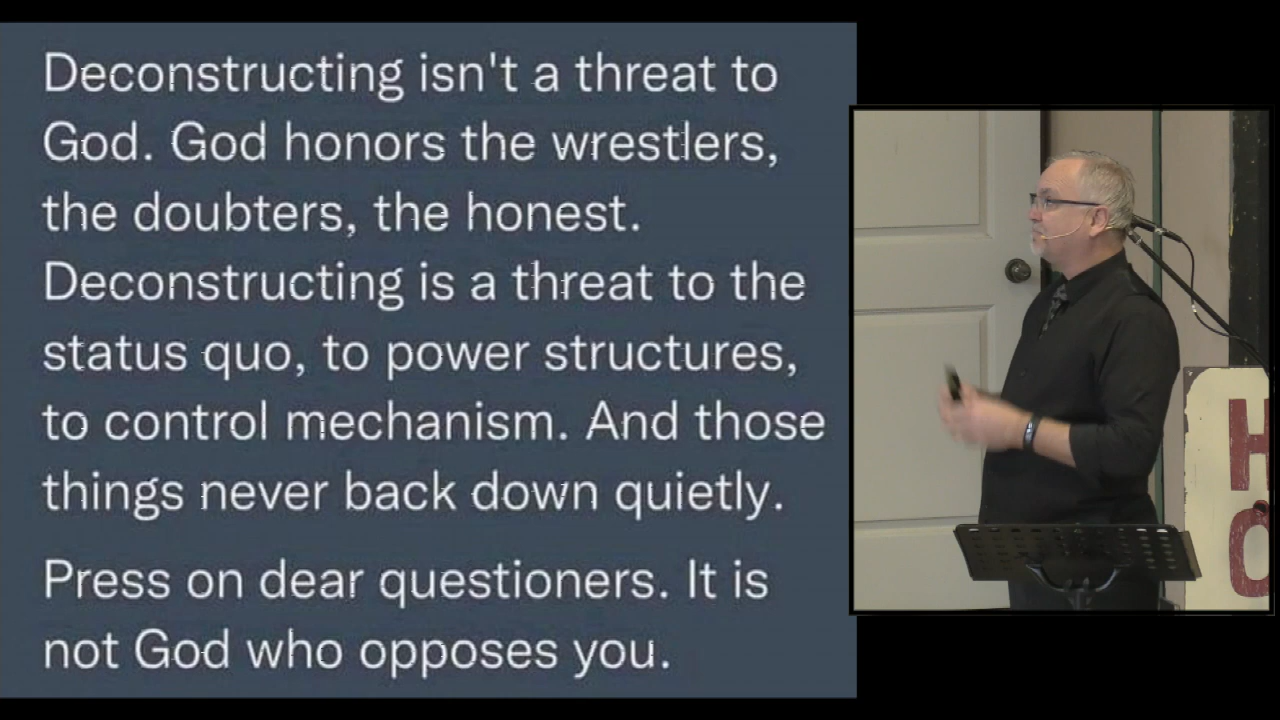 Deconstructing isn't a threat to
God. God honors the wrestlers,
the doubters, the honest.
Deconstructing is a threat to the
status quo, to power structures,
to control mechanism. And those
things never back down quietly.
Press on dear questioners. It is
not God who opposes you.
H
O